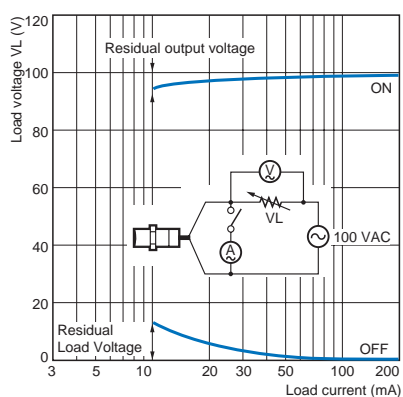 Load voltage VL (V)
120
100
80
60
40
20
0
Residual output voltage
ON
V
VL
A
100 VAC
Residual
Load Voltage
OFF
3 5 10 20 30 50 100 200
Load current (mA)